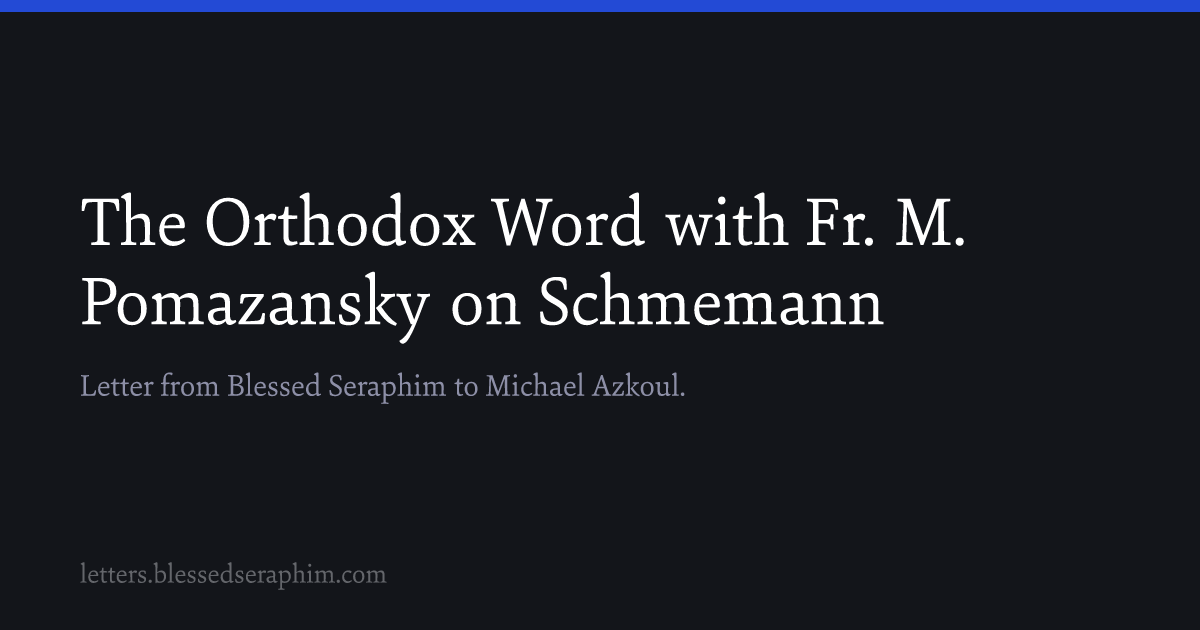 The Orthodox Word with Fr. M.
Pomazansky on Schmemann
Letter from Blessed Seraphim to Michael Azkoul.
letters.blessedseraphim.com